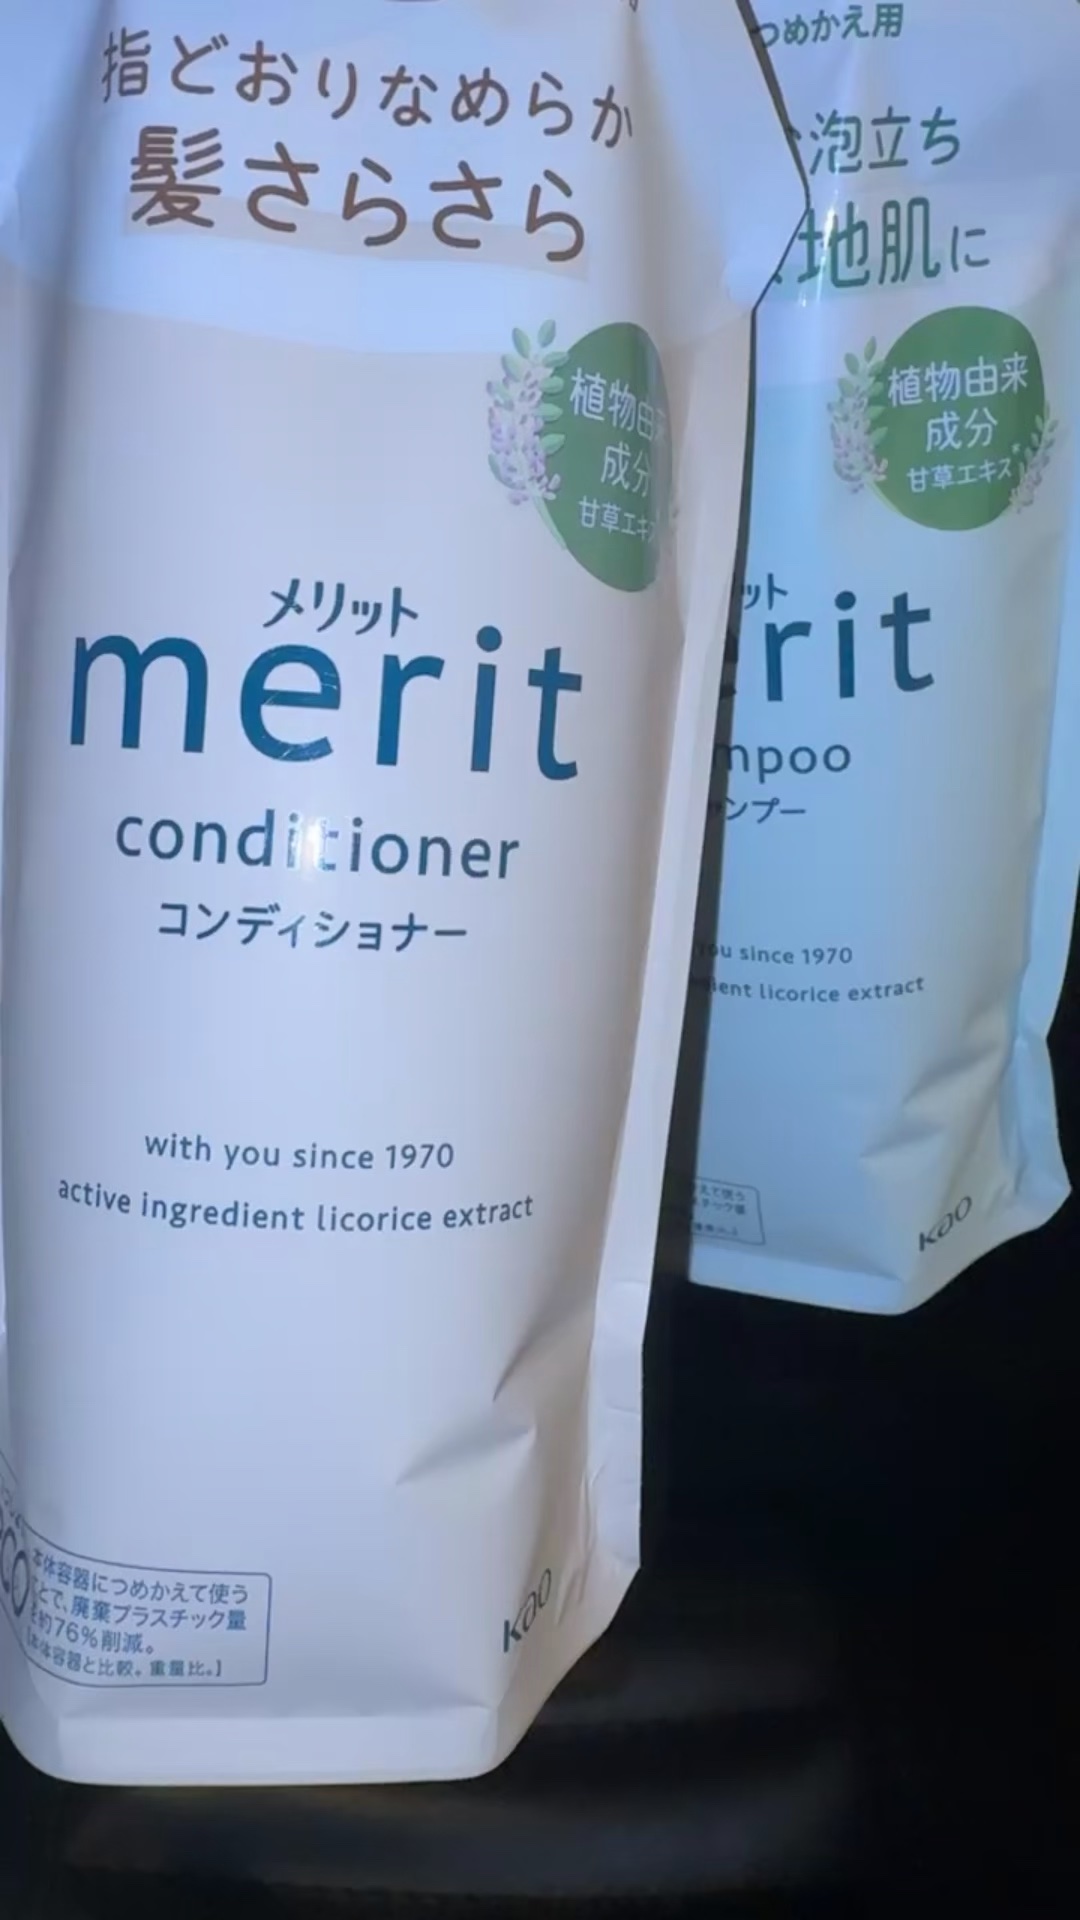 指どおりなめらか
髪さらさら
植物由来
成分
甘草エキス
メリット
merit
conditioner
コンディショナー
with you since 1970
active ingredient licorice extract
本体容器につめかえて使う
ことで、廃棄プラスチック量
を約76%削減。
【本体容器と比較。重量比。】
kao
つめかえ用
泡立ち
地肌に
植物由来
成分
甘草エキス*
ット
rit
mpoo
ンプー
you since 1970
licorice extract
kao